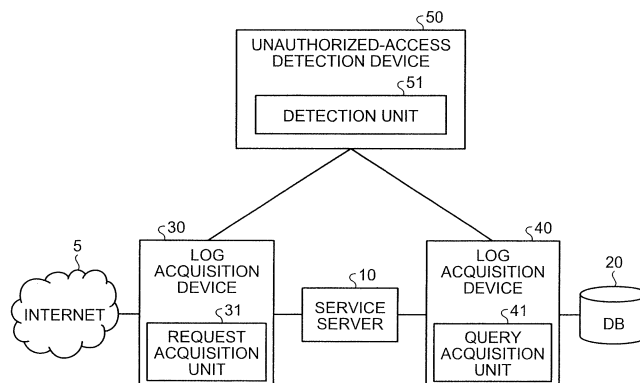 50
UNAUTHORIZED-ACCESS
DETECTION DEVICE
51
DETECTION UNIT
5
INTERNET
30
LOG
ACQUISITION
DEVICE
31
REQUEST
ACQUISITION
UNIT
10
SERVICE
SERVER
40
LOG
ACQUISITION
DEVICE
41
QUERY
ACQUISITION
UNIT
20
DB